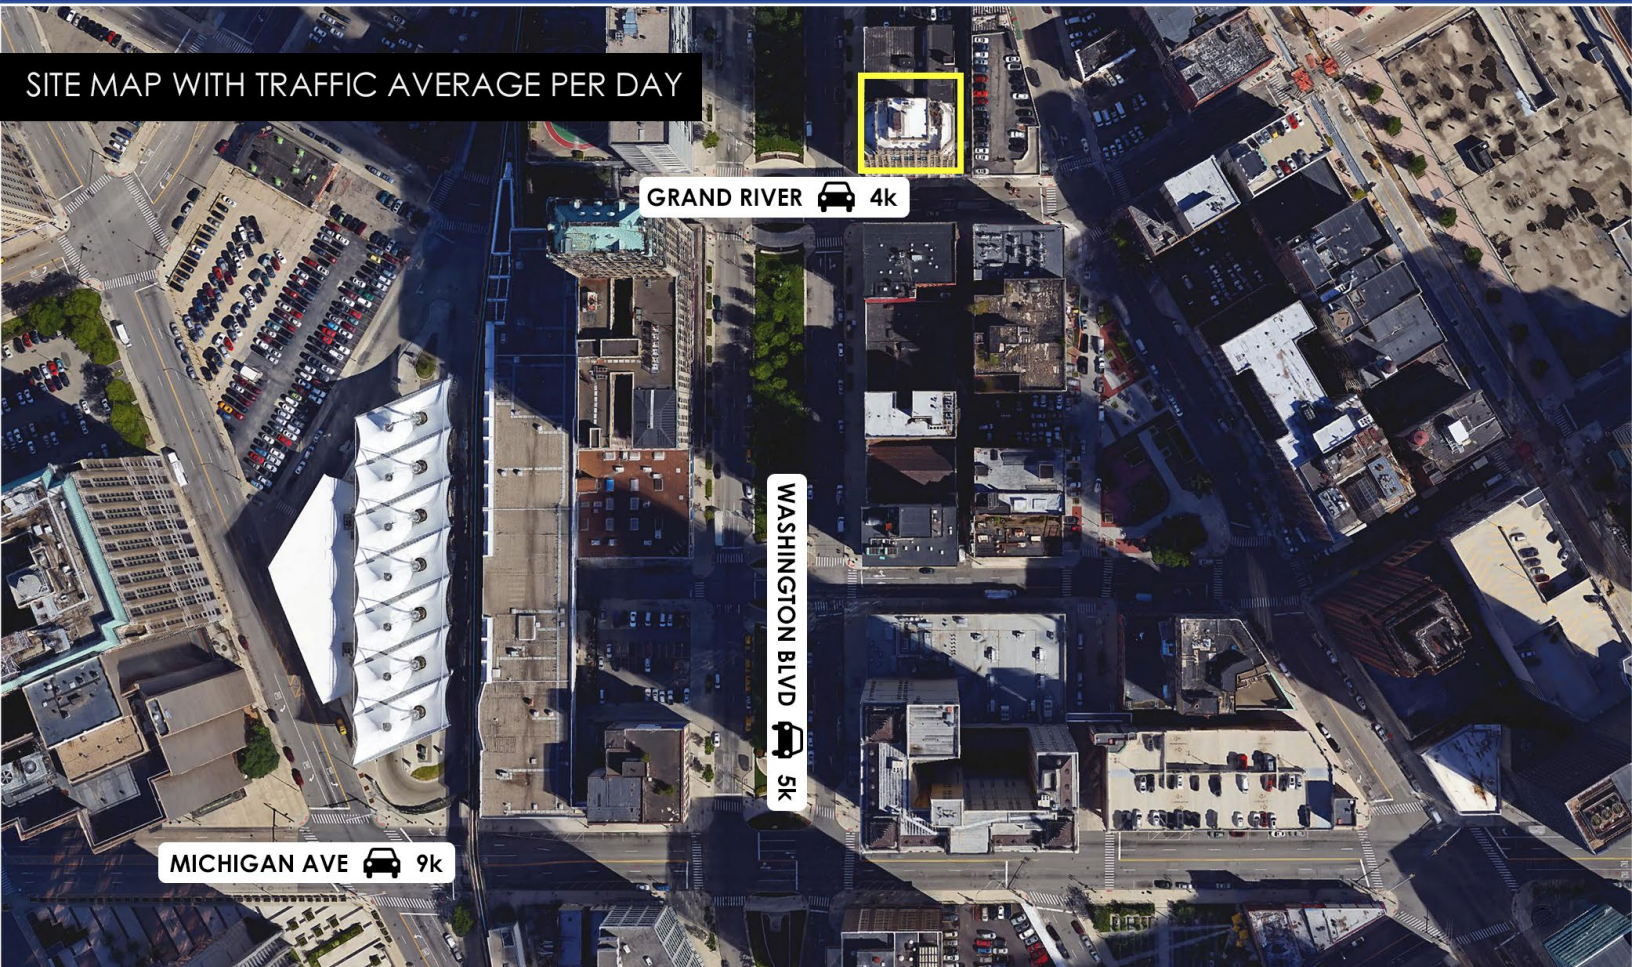 SITE MAP WITH TRAFFIC AVERAGE PER DAY
GRAND RIVER 4k
WASHINGTON BLVD 5k
MICHIGAN AVE 9k